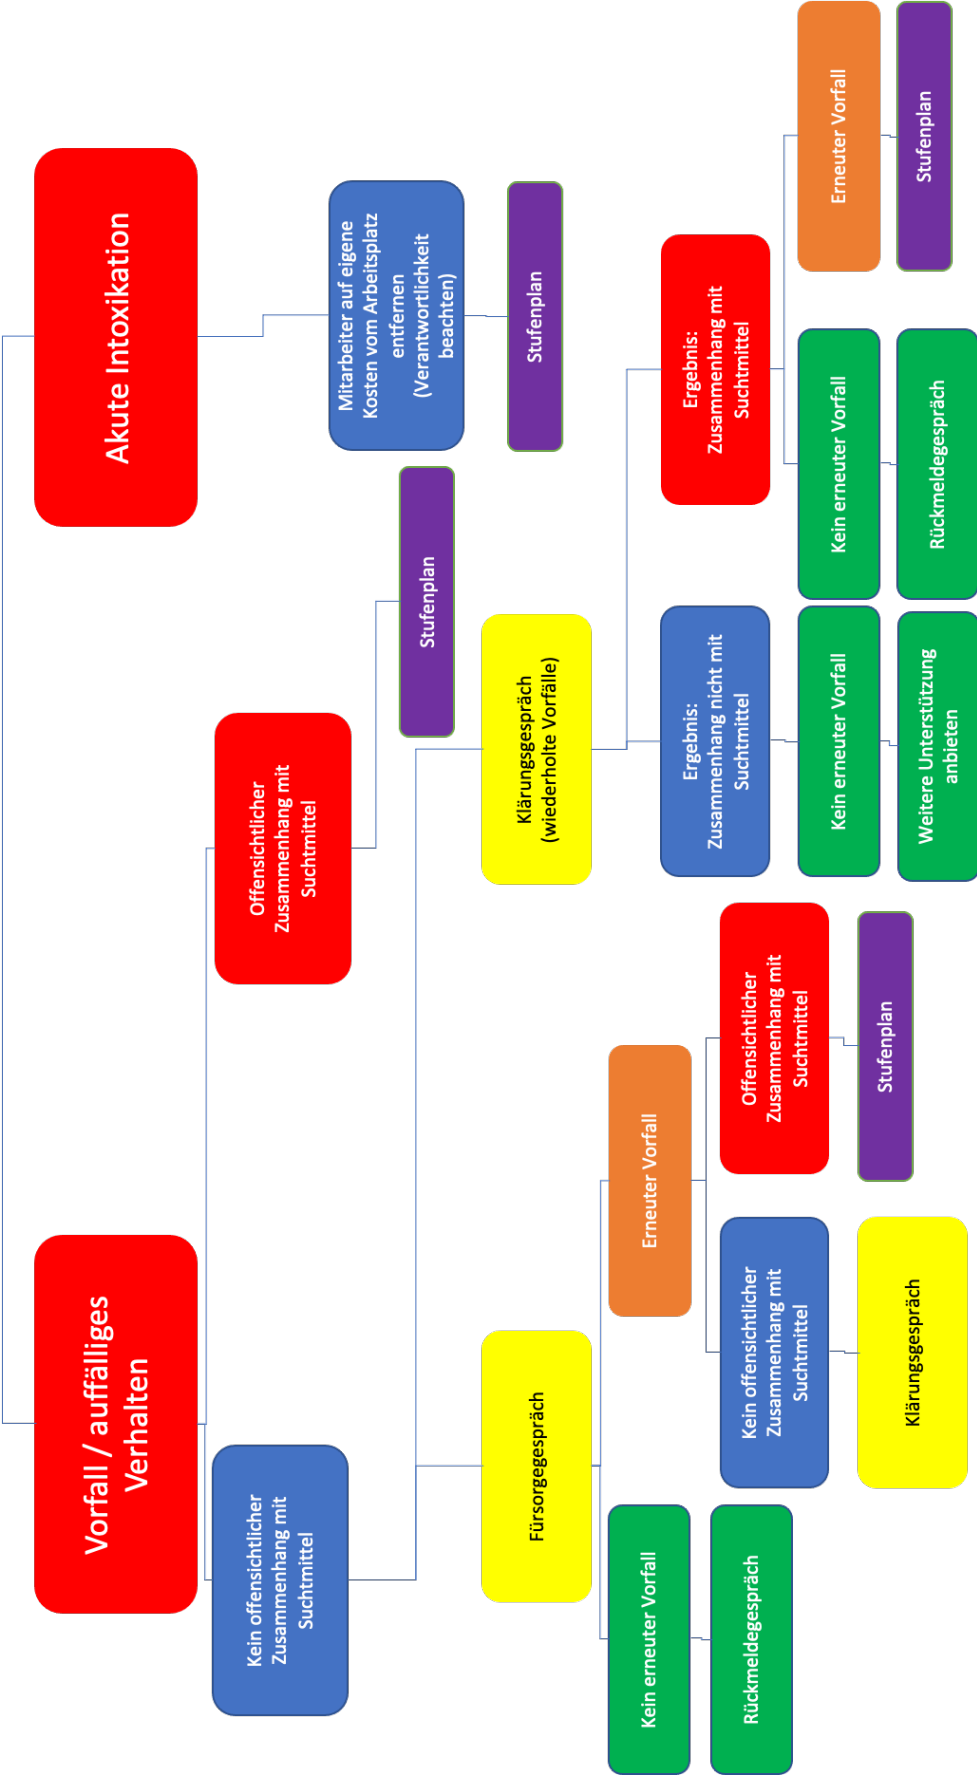 Vorfall / auffälliges
Verhalten
Akute Intoxikation
Kein offensichtlicher
Zusammenhang mit
Suchtmittel
Offensichtlicher
Zusammenhang mit
Suchtmittel
Mitarbeiter auf eigene
Kosten vom Arbeitsplatz
entfernen
(Verantwortlichkeit
beachten)
Stufenplan
Stufenplan
Fürsorgegespräch
Klärungsgespräch
(wiederholte Vorfälle)
Kein erneuter Vorfall
Erneuter Vorfall
Ergebnis:
Zusammenhang nicht mit
Suchtmittel
Ergebnis:
Zusammenhang mit
Suchtmittel
Rückmeldegespräch
Kein offensichtlicher
Zusammenhang mit
Suchtmittel
Offensichtlicher
Zusammenhang mit
Suchtmittel
Kein erneuter Vorfall
Kein erneuter Vorfall
Erneuter Vorfall
Klärungsgespräch
Stufenplan
Weitere Unterstützung
anbieten
Rückmeldegespräch
Stufenplan